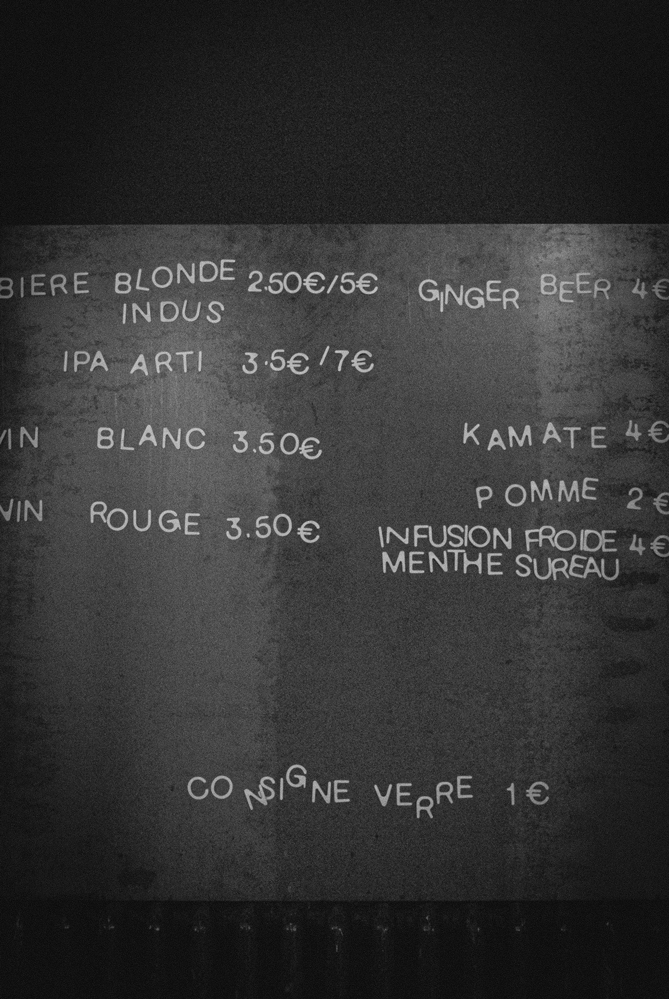 BIERE BLONDE 2.50€/5€
INDUS
IPA ARTI 3.5€/7€
VIN BLANC 3.50€
VIN ROUGE 3.50€
GINGER BEER 4€
KAMATE 4€
POMME 2€
INFUSION FROIDE 4€
MENTHE SUREAU
CONSIGNE VERRE 1€